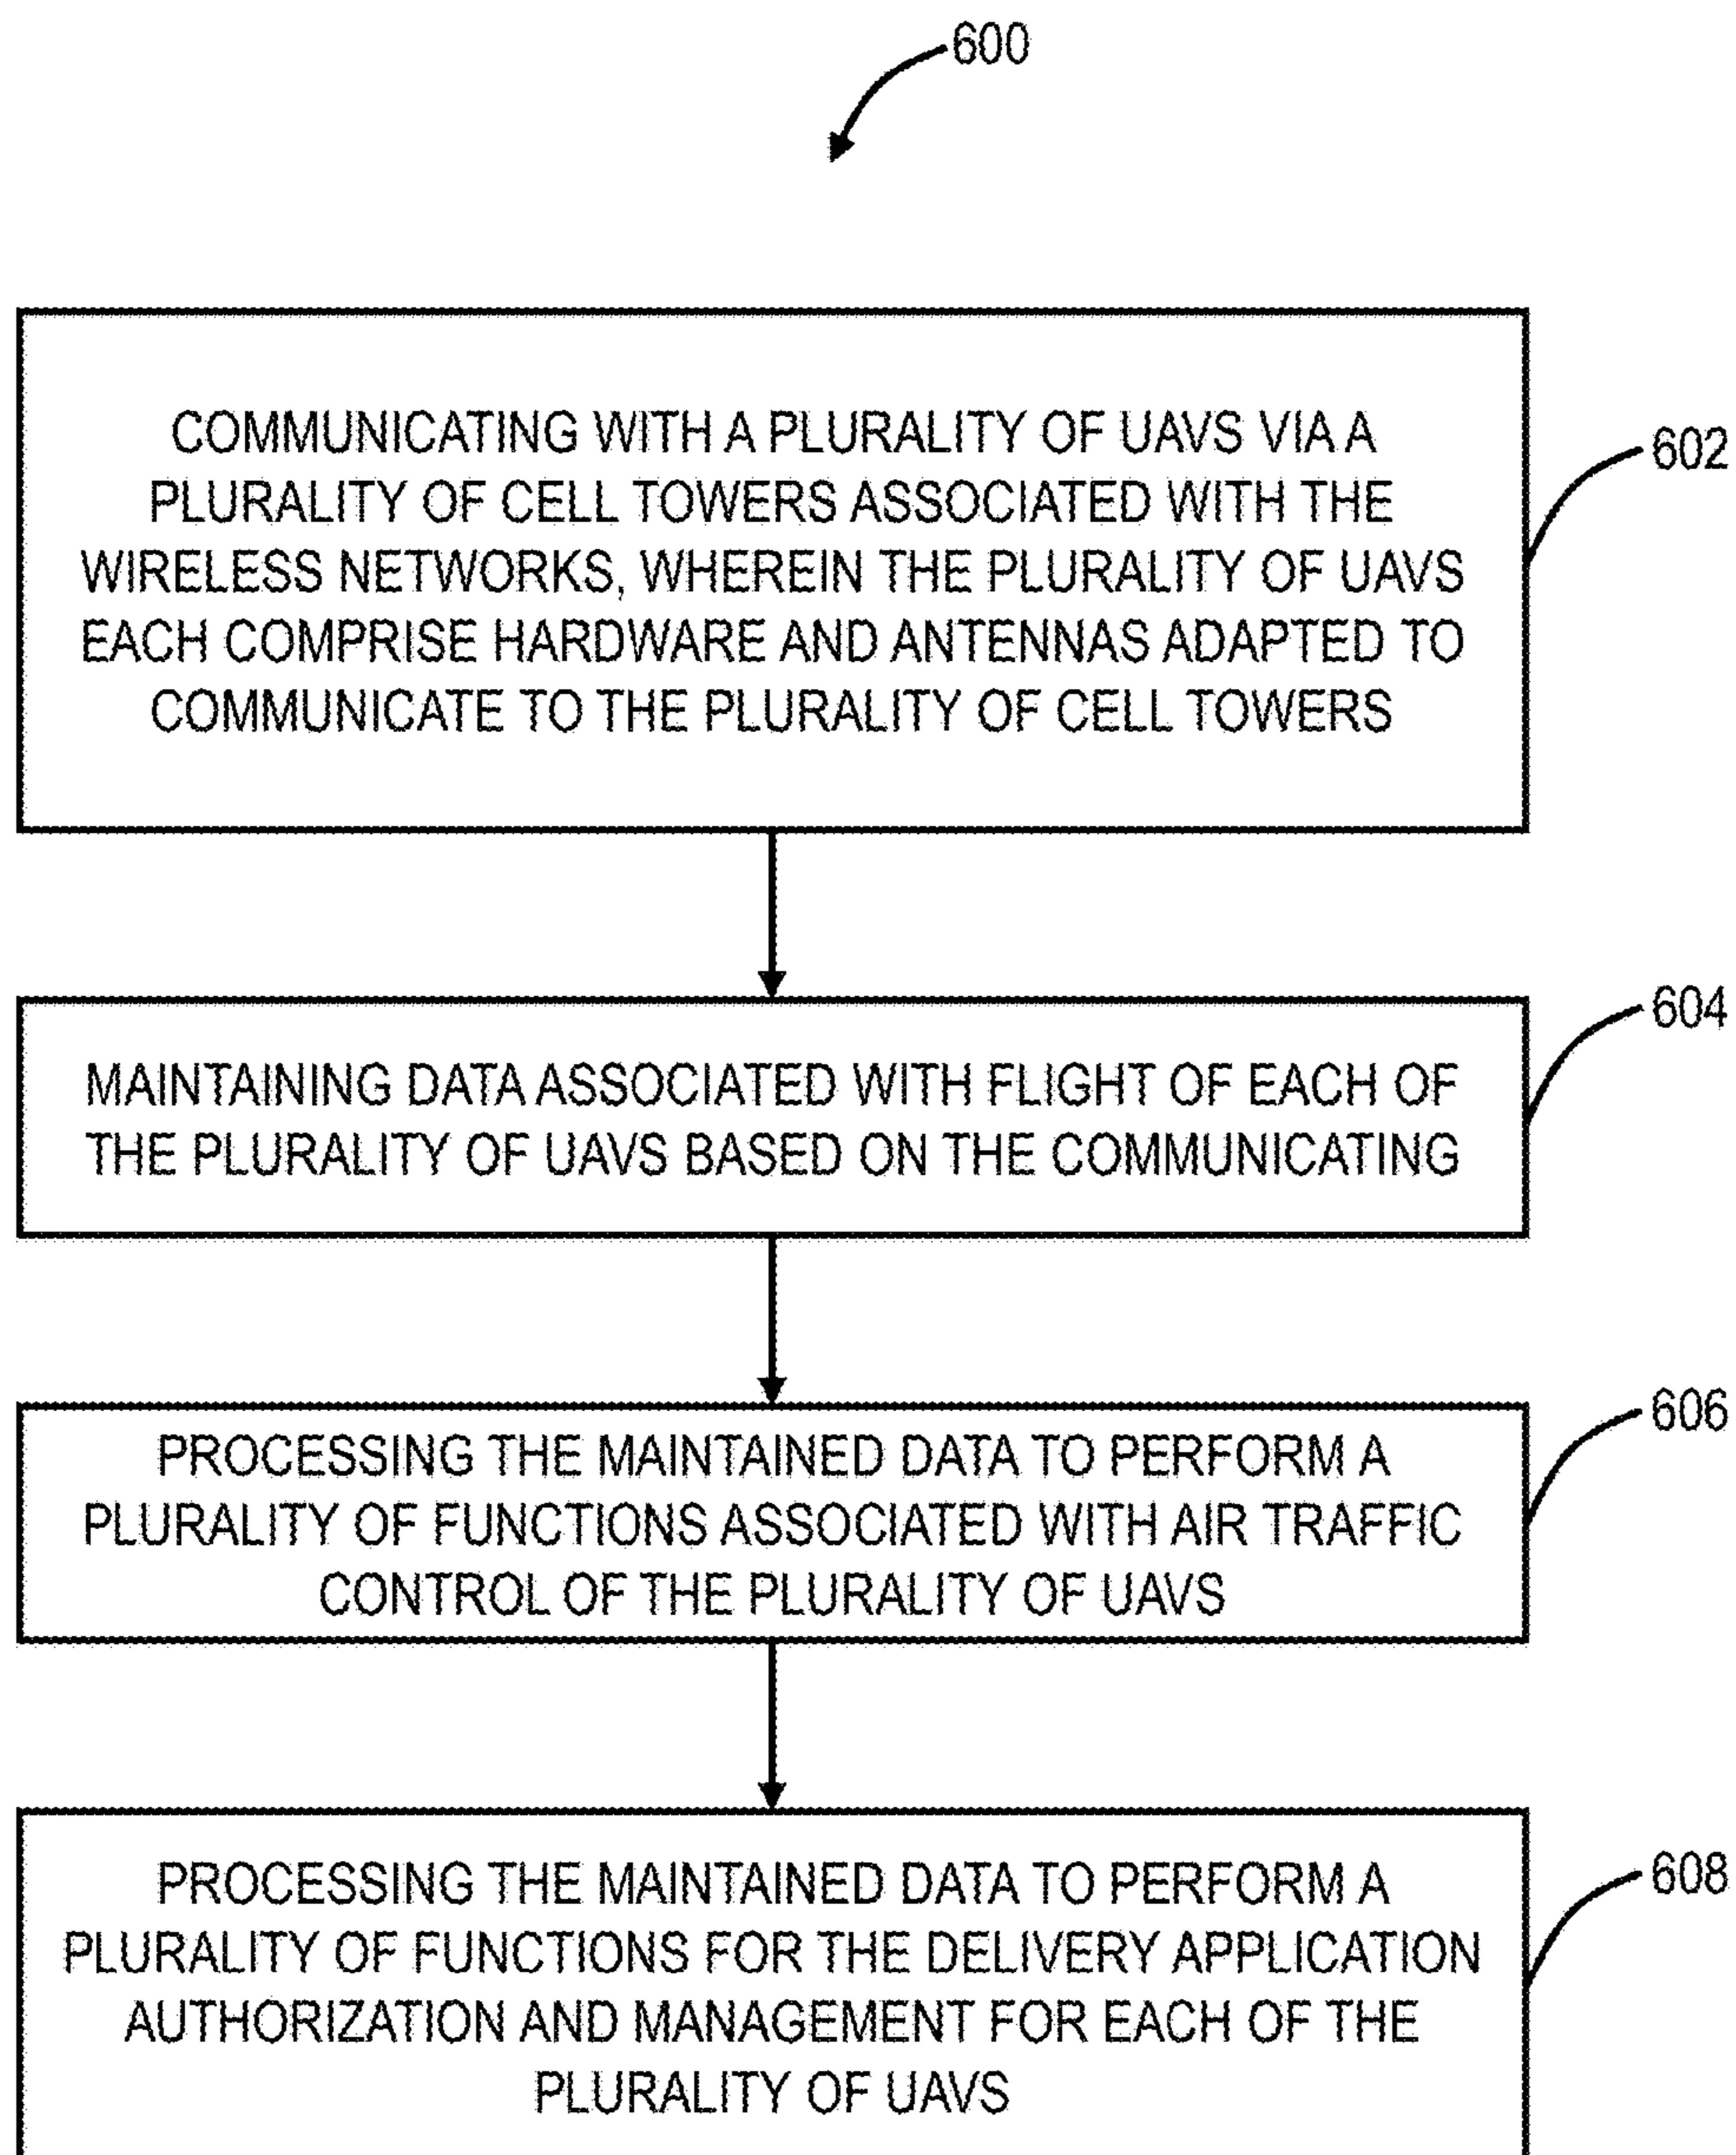 600
COMMUNICATING WITH A PLURALITY OF UAVS VIA A
PLURALITY OF CELL TOWERS ASSOCIATED WITH THE
WIRELESS NETWORKS, WHEREIN THE PLURALITY OF UAVS
EACH COMPRISE HARDWARE AND ANTENNAS ADAPTED TO
COMMUNICATE TO THE PLURALITY OF CELL TOWERS
602
MAINTAINING DATA ASSOCIATED WITH FLIGHT OF EACH OF
THE PLURALITY OF UAVS BASED ON THE COMMUNICATING
604
PROCESSING THE MAINTAINED DATA TO PERFORM A
PLURALITY OF FUNCTIONS ASSOCIATED WITH AIR TRAFFIC
CONTROL OF THE PLURALITY OF UAVS
606
PROCESSING THE MAINTAINED DATA TO PERFORM A
PLURALITY OF FUNCTIONS FOR THE DELIVERY APPLICATION
AUTHORIZATION AND MANAGEMENT FOR EACH OF THE
PLURALITY OF UAVS
608